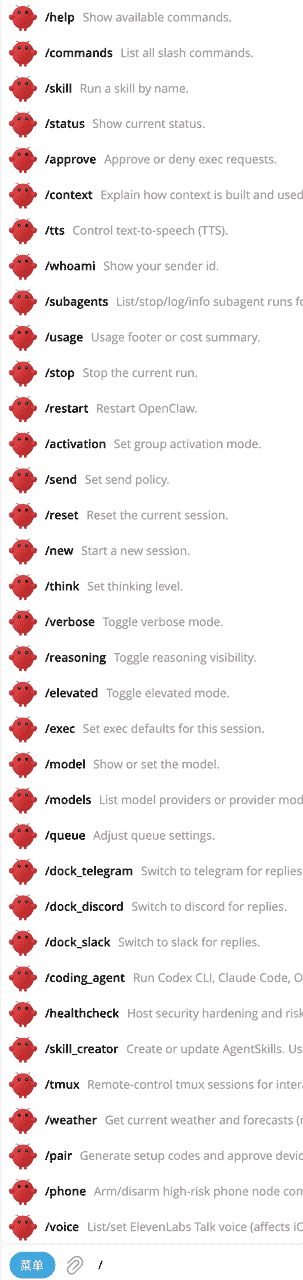 /help Show available commands.
/commands List all slash commands.
/skill Run a skill by name.
/status Show current status.
/approve Approve or deny exec requests.
/context Explain how context is built and used
/tts Control text-to-speech (TTS).
/whoami Show your sender id.
/subagents List/stop/log/info subagent runs fo
/usage Usage footer or cost summary.
/stop Stop the current run.
/restart Restart OpenClaw.
/activation Set group activation mode.
/send Set send policy.
/reset Reset the current session.
/new Start a new session.
/think Set thinking level.
/verbose Toggle verbose mode.
/reasoning Toggle reasoning visibility.
/elevated Toggle elevated mode.
/exec Set exec defaults for this session.
/model Show or set the model.
/models List model providers or provider mod
/queue Adjust queue settings.
/dock_telegram Switch to telegram for replies
/dock_discord Switch to discord for replies.
/dock_slack Switch to slack for replies.
/coding_agent Run Codex CLI, Claude Code, O
/healthcheck Host security hardening and risk
/skill_creator Create or update AgentSkills. Us
/tmux Remote-control tmux sessions for intera
/weather Get current weather and forecasts (n
/pair Generate setup codes and approve devic
/phone Arm/disarm high-risk phone node com
/voice List/set ElevenLabs Talk voice (affects iO
菜单 /